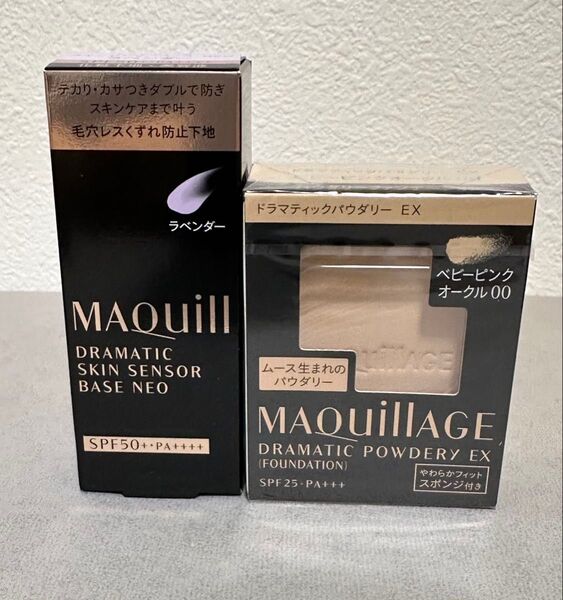 テカリ・カサつきダブルで防ぎ
スキンケアまで叶う
毛穴レスくずれ防止下地
ラベンダー
MAQuill
DRAMATIC
SKIN SENSOR
BASE NEO
SPF50+・PA++++
ドラマティックパウダリー EX
ベビーピンク
オークル 00
ムース生まれの
パウダリー
MAQuillAGE
DRAMATIC POWDERY EX
(FOUNDATION)
SPF25・PA+++
やわらかフィット
スポンジ付き